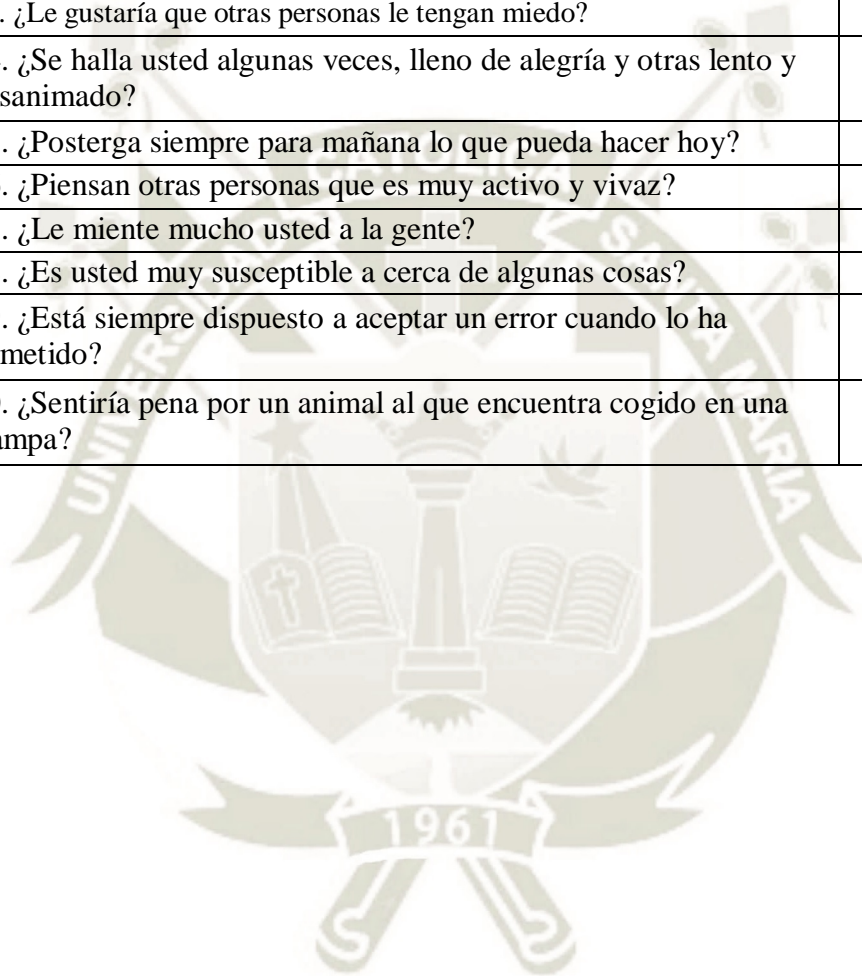 . ¿Le gustaría que otras personas le tengan miedo?
. ¿Se halla usted algunas veces, lleno de alegría y otras lento y
sanimado?
. ¿Posterga siempre para mañana lo que pueda hacer hoy?
. ¿Piensan otras personas que es muy activo y vivaz?
. ¿Le miente mucho usted a la gente?
. ¿Es usted muy susceptible a cerca de algunas cosas?
. ¿Está siempre dispuesto a aceptar un error cuando lo ha
metido?
. ¿Sentiría pena por un animal al que encuentra cogido en una
ampa?
CATOLICA
SANTA MARIA
1961